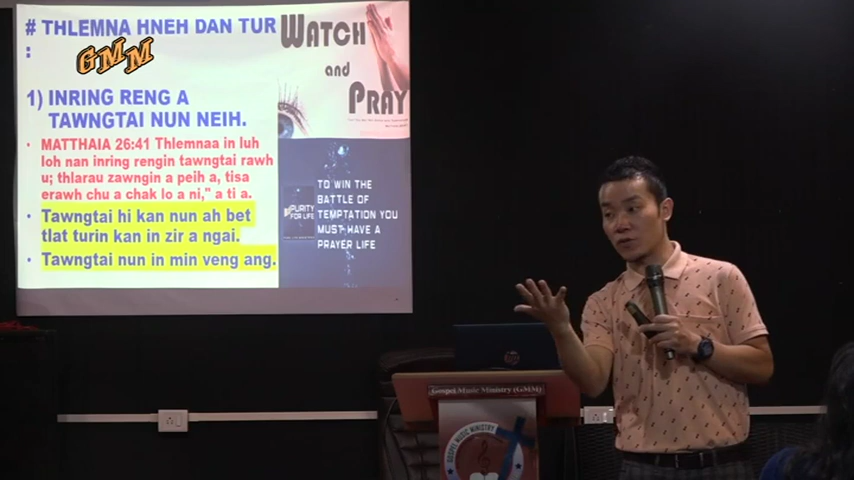 # THLEMNA HNEH DAN TUR
:
GMM
1) INRING RENG A
TAWNGTAI NUN NEIH.
• MATTHAIA 26:41 Thlemnaa in luh
loh nan inring rengin tawngtai rawh
u; thlarau zawngin a peih a, tisa
erawh chu a chak lo a ni," a ti a.
• Tawngtai hi kan nun ah bet
tlat turin kan in zir a ngai.
• Tawngtai nun in min veng ang.
WATCH
and
PRAY
PURITY
FOR LIFE
TO WIN THE
BATTLE OF
TEMPTATION YOU
MUST HAVE A
PRAYER LIFE
Gospel Music Ministry (GMM)
GOSPEL MUSIC MINISTRY